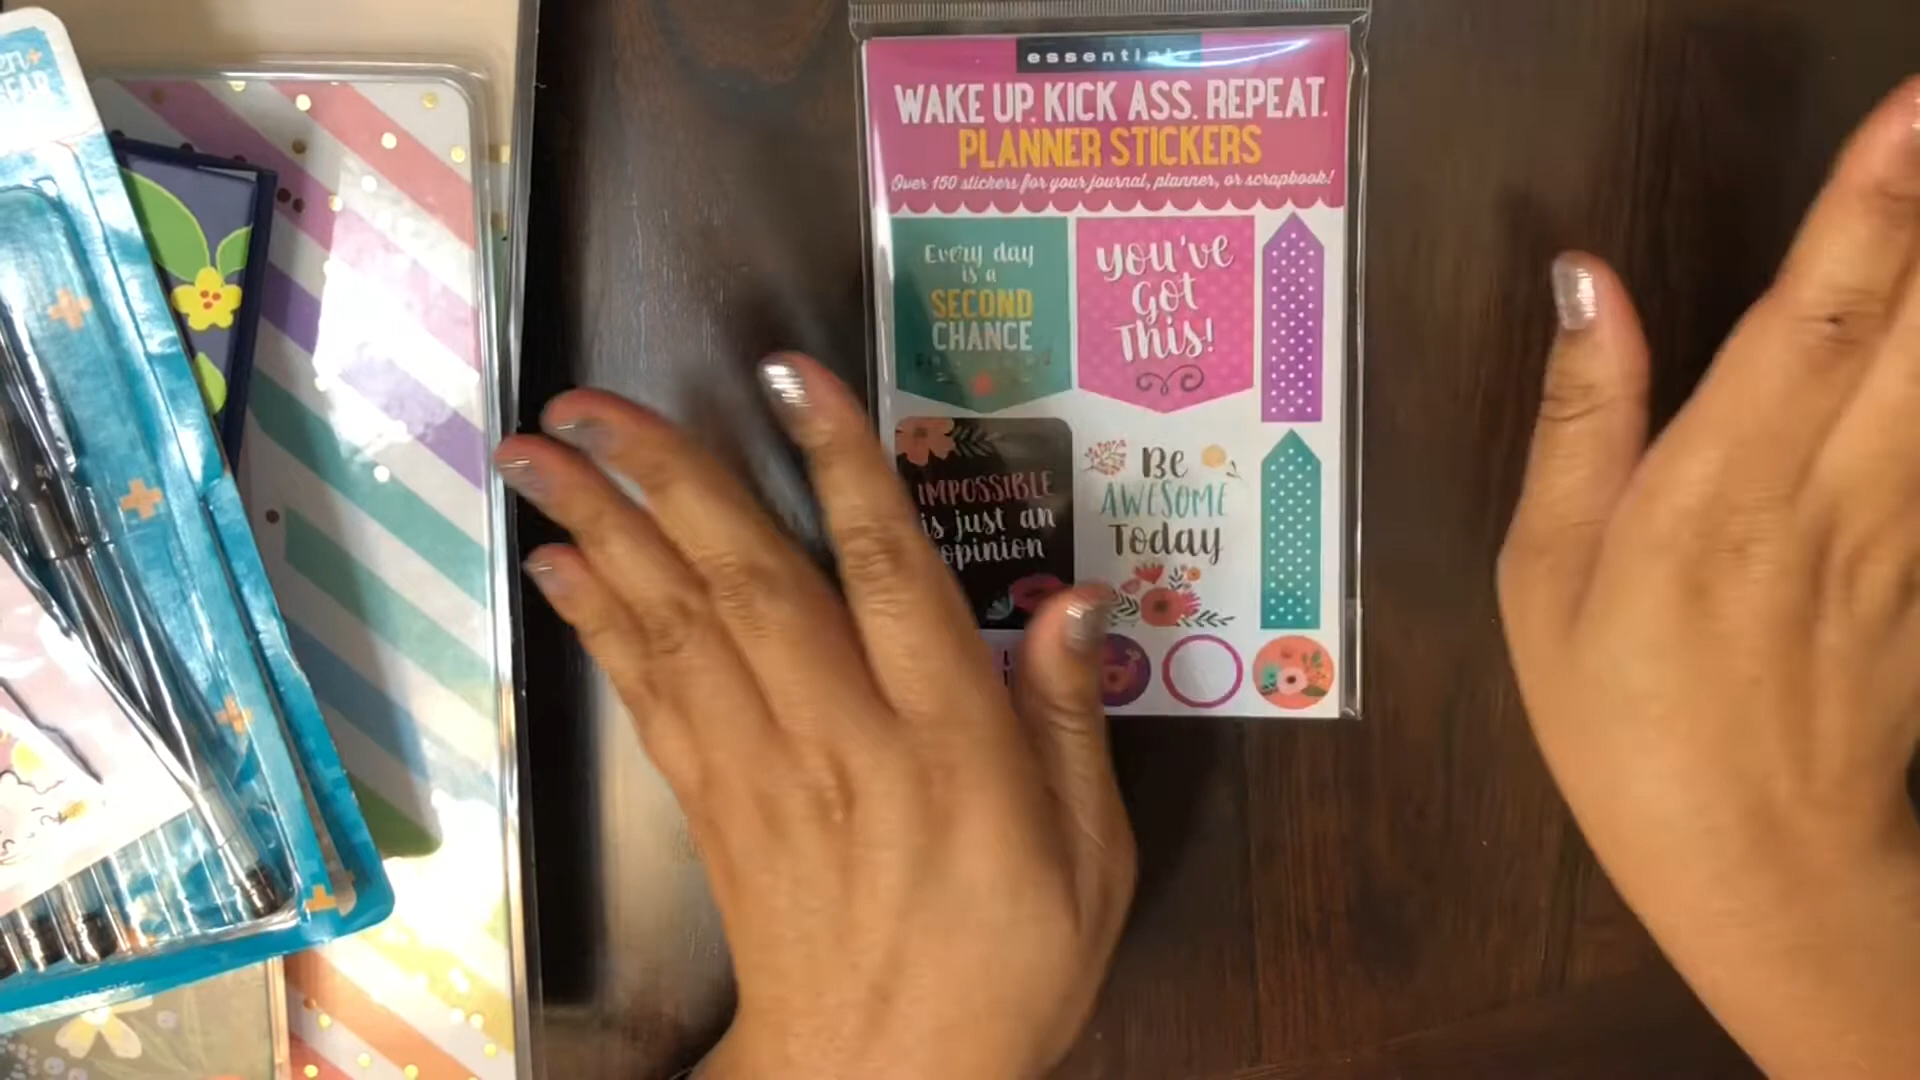 essentials
WAKE UP. KICK ASS. REPEAT.
PLANNER STICKERS
Over 150 stickers for your journal, planner, or scrapbook!
Every day
is a
SECOND
CHANCE
you've
Got
This!
IMPOSSIBLE
is just an
opinion
Be
AWESOME
Today